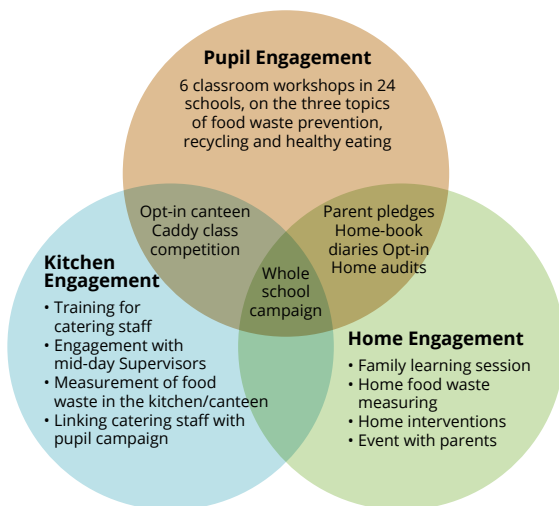 Pupil Engagement
6 classroom workshops in 24
schools, on the three topics
of food waste prevention,
recycling and healthy eating
Opt-in canteen
Caddy class
competition
Parent pledges
Home-book
diaries Opt-in
Home audits
Whole
school
campaign
Kitchen
Engagement
• Training for
catering staff
• Engagement with
mid-day Supervisors
• Measurement of food
waste in the kitchen/canteen
• Linking catering staff with
pupil campaign
Home Engagement
• Family learning session
• Home food waste
measuring
• Home interventions
• Event with parents